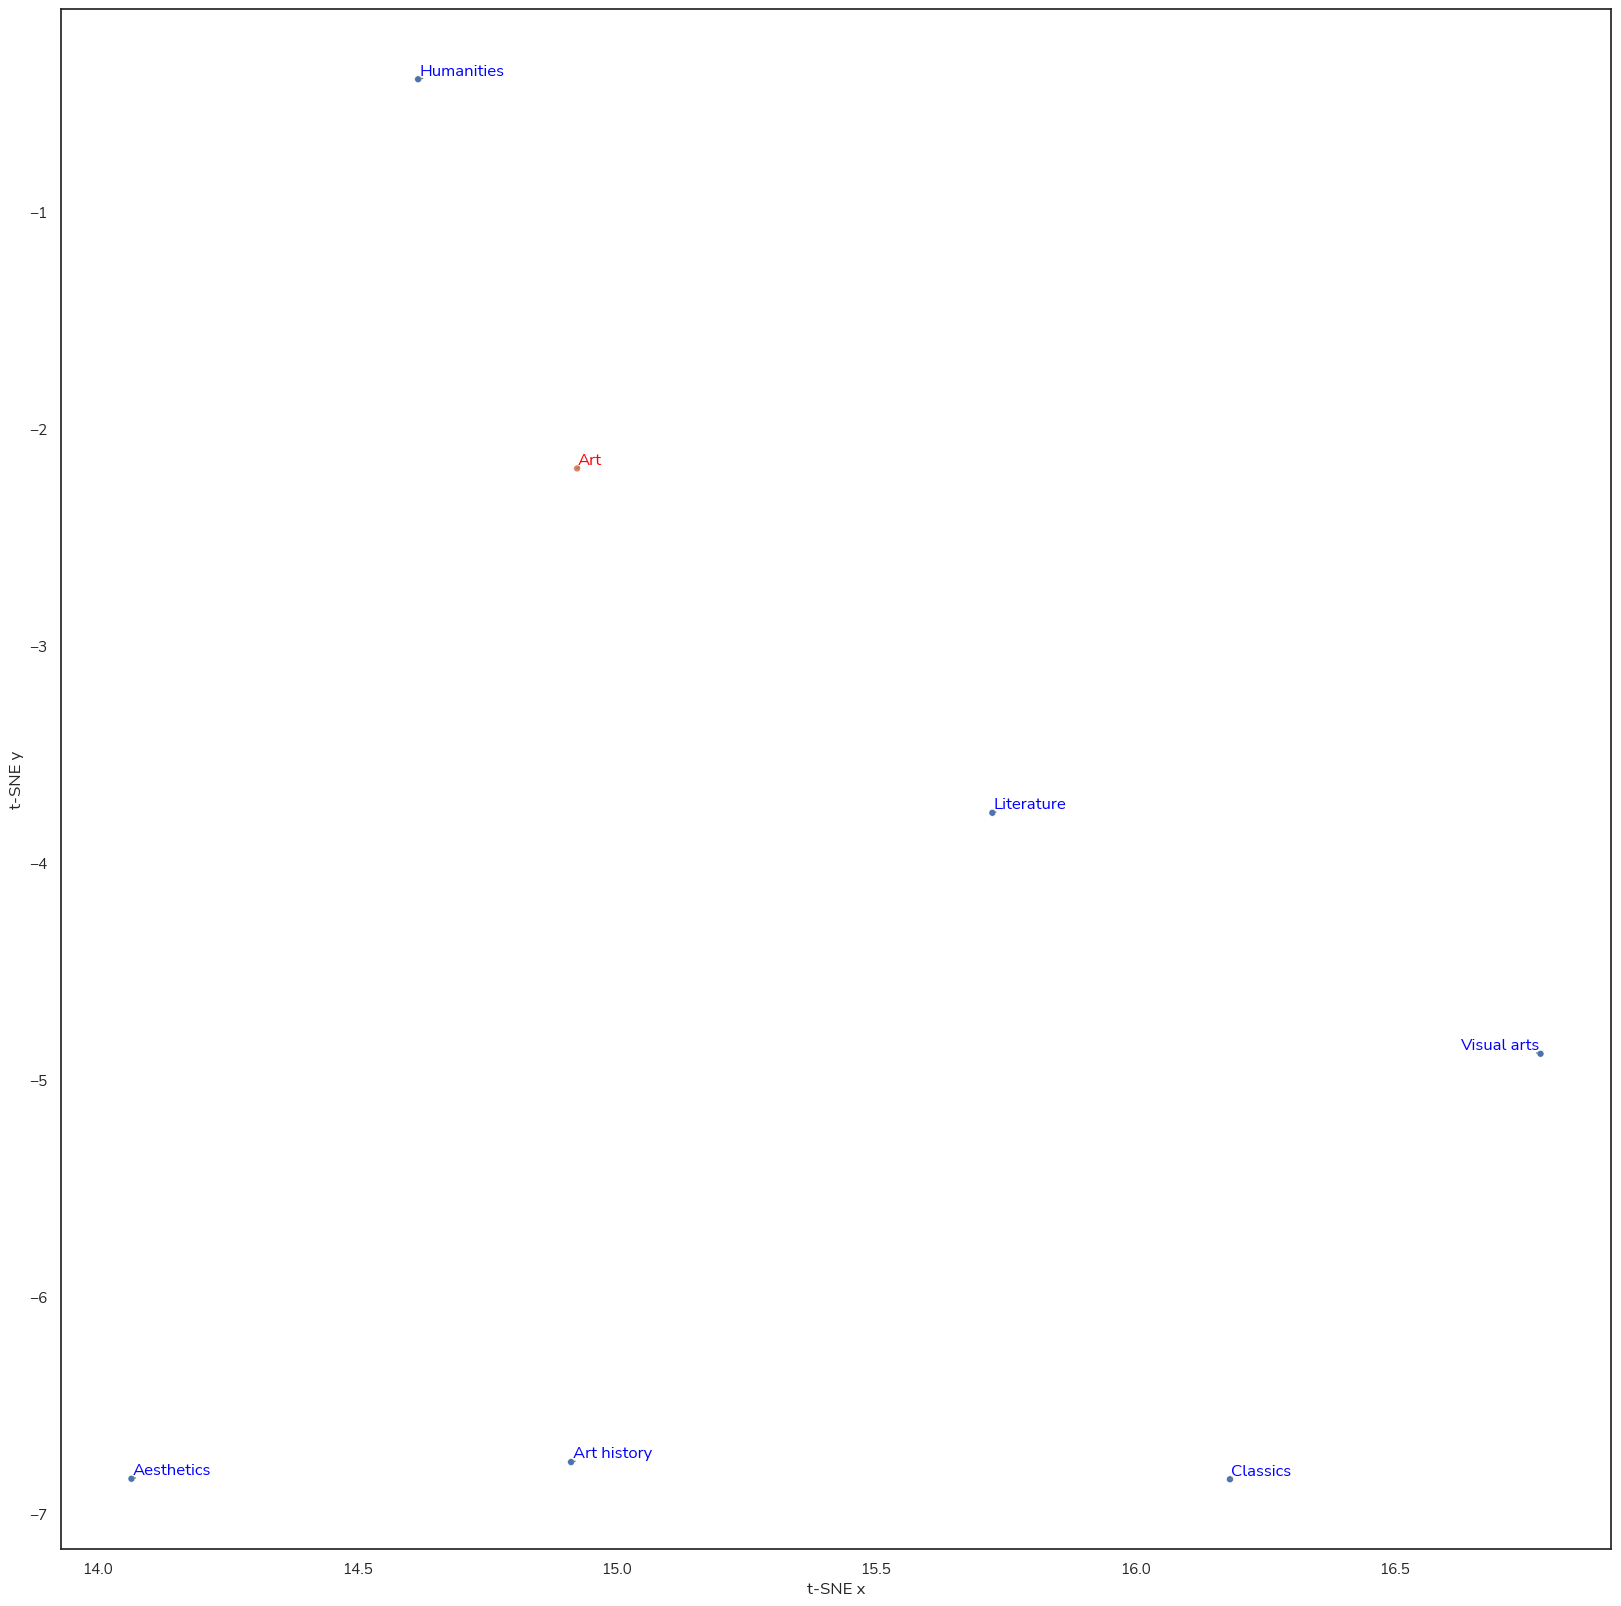 Humanities
–1
–2
Art
–3
t-SNE y
Literature
–4
Visual arts
–5
–6
Art history
Aesthetics
Classics
–7
14.0
14.5
15.0
15.5
16.0
16.5
t-SNE x